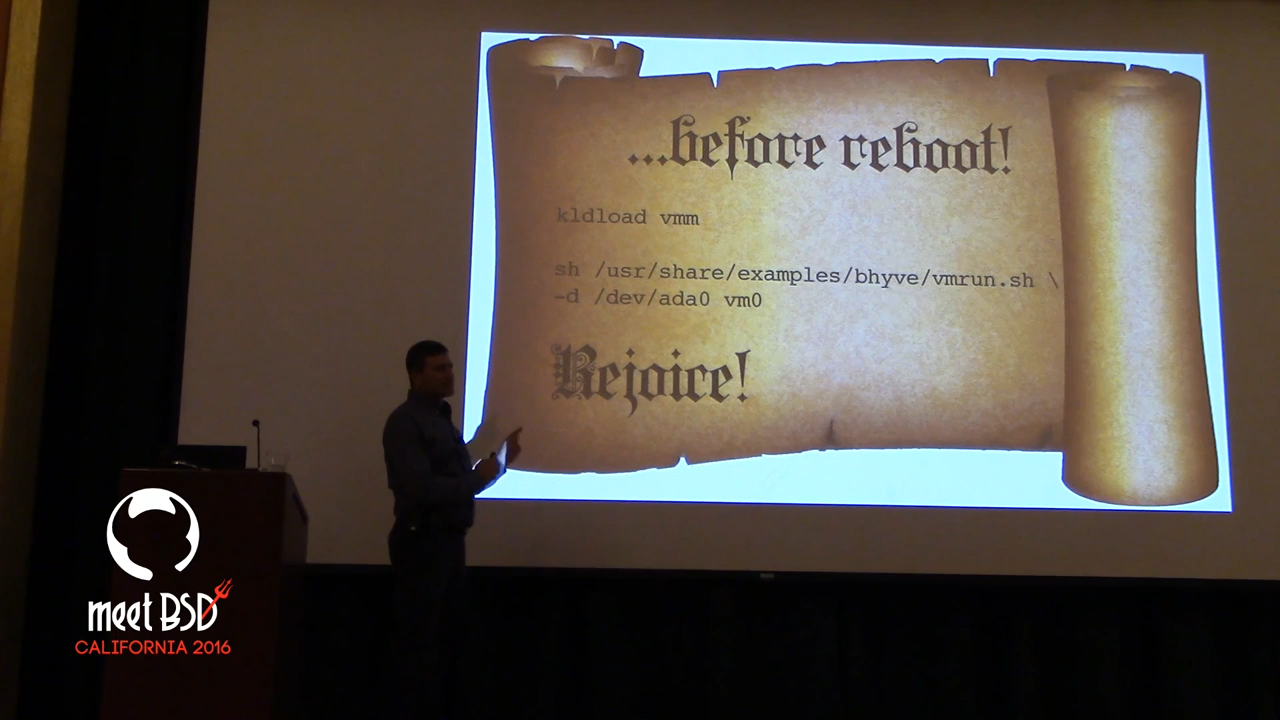 ...before reboot!
kldload vmm
sh /usr/share/examples/bhyve/vmrun.sh \
-d /dev/ada0 vm0
Rejoice!
meet BSD
CALIFORNIA 2016